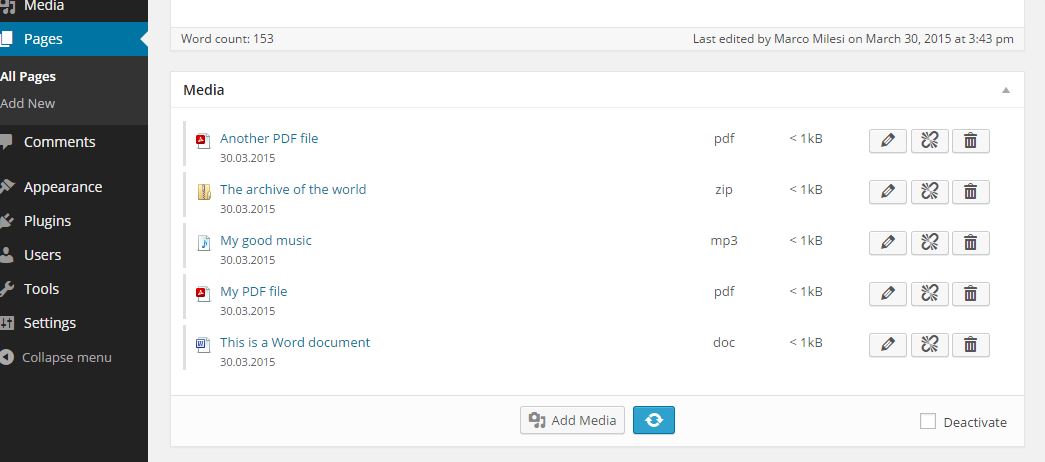 Media
Pages
All Pages
Add New
Comments
Appearance
Plugins
Users
Tools
Settings
Collapse menu
Word count: 153 Last edited by Marco Milesi on March 30, 2015 at 3:43 pm
Media
Another PDF file pdf < 1kB
30.03.2015
The archive of the world zip < 1kB
30.03.2015
My good music mp3 < 1kB
30.03.2015
My PDF file pdf < 1kB
30.03.2015
This is a Word document doc < 1kB
30.03.2015
Add Media Deactivate